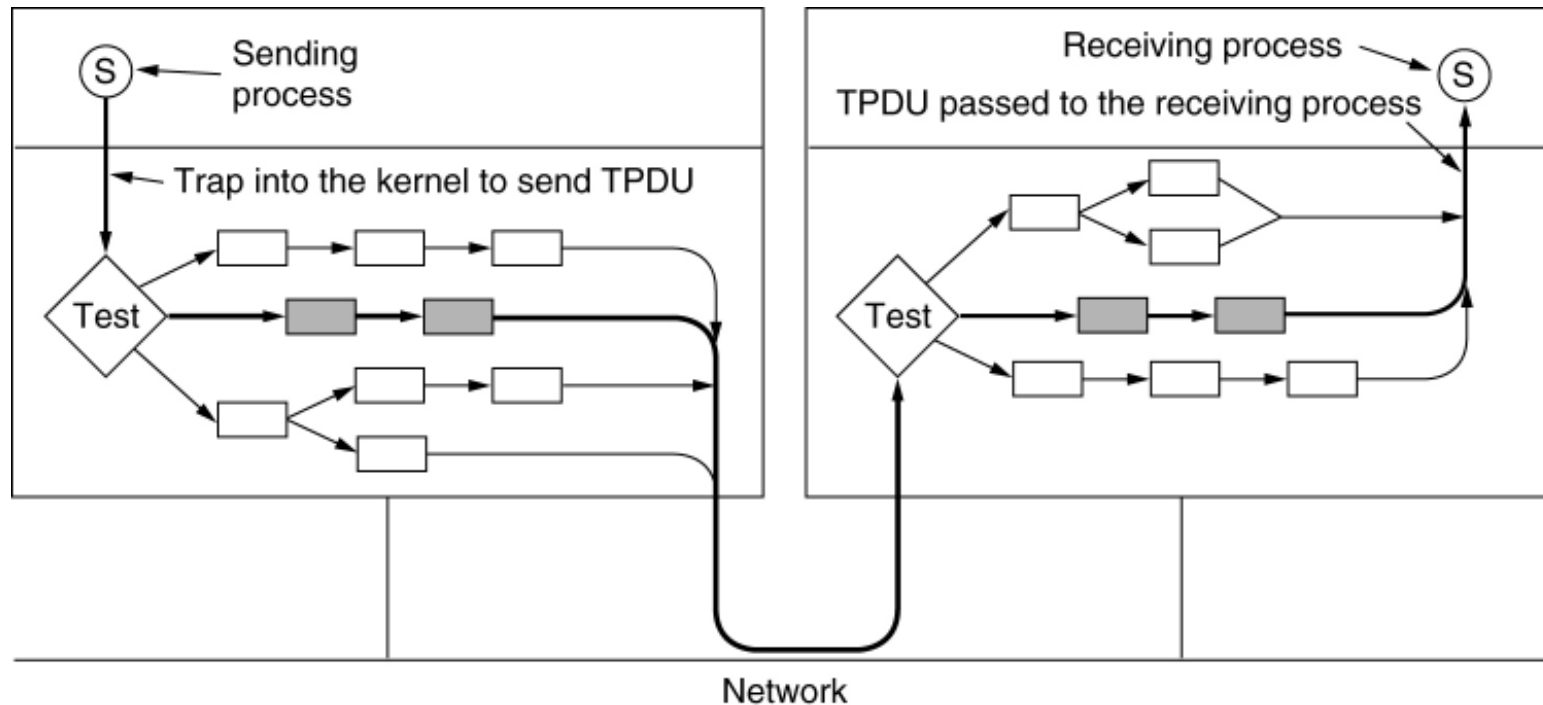 S
Sending
process
Trap into the kernel to send TPDU
Test
Receiving process
S
TPDU passed to the receiving process
Test
Network